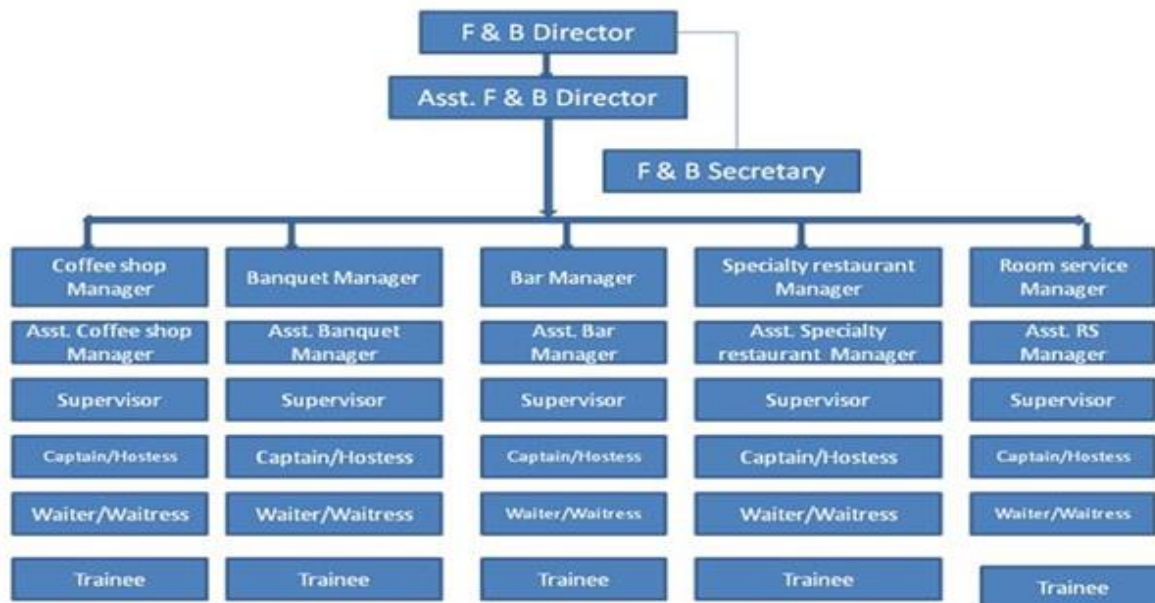 F & B Director
Asst. F & B Director
F & B Secretary
Coffee shop
Manager
Banquet Manager
Bar Manager
Specialty restaurant
Manager
Room service
Manager
Asst. Coffee shop
Manager
Asst. Banquet
Manager
Asst. Bar
Manager
Asst. Specialty
restaurant Manager
Asst. RS
Manager
Supervisor
Supervisor
Supervisor
Supervisor
Supervisor
Captain/Hostess
Captain/Hostess
Captain/Hostess
Captain/Hostess
Captain/Hostess
Waiter/Waitress
Waiter/Waitress
Waiter/Waitress
Waiter/Waitress
Waiter/Waitress
Trainee
Trainee
Trainee
Trainee
Trainee